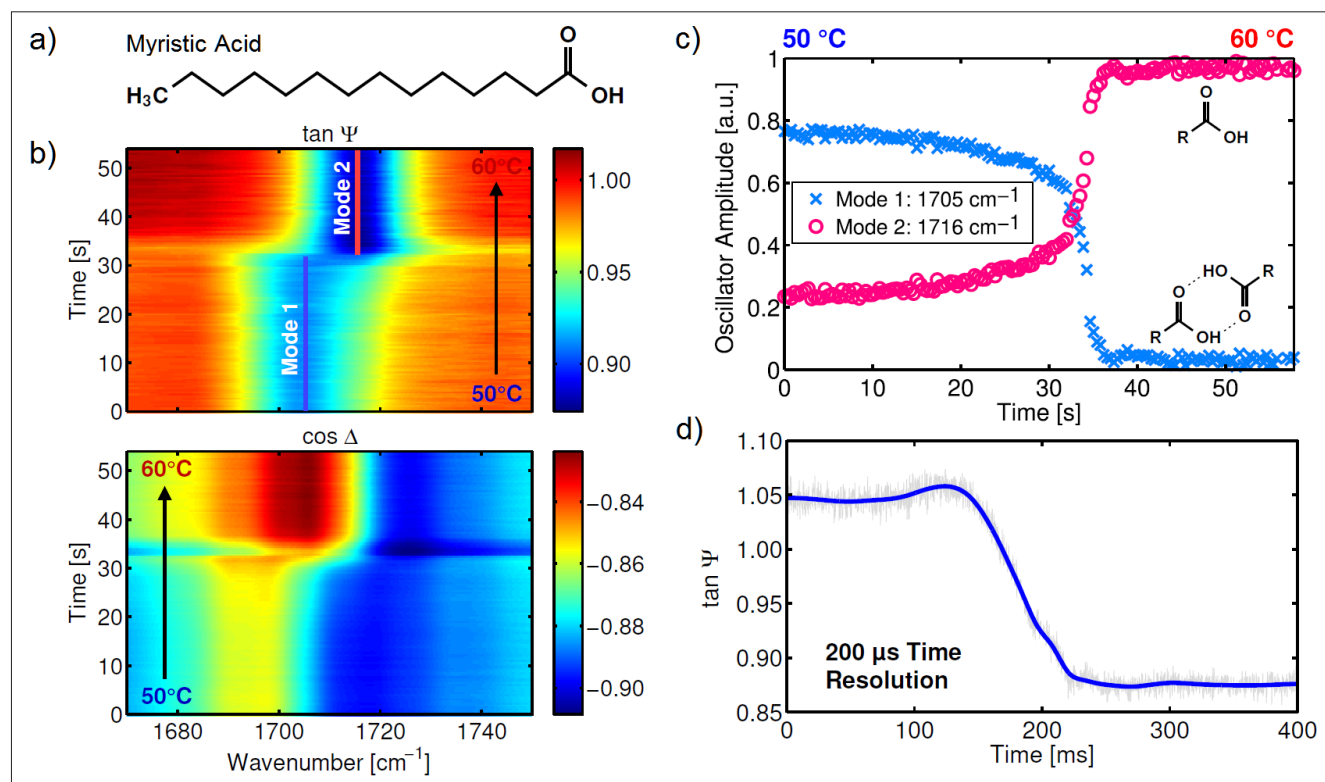 a)
Myristic Acid
H₃C
O
OH
b)
tan Ψ
Time [s]
50
40
30
20
10
0
60°C
Mode 2
Mode 1
50°C
1.00
0.95
0.90
cos Δ
Time [s]
50
40
30
20
10
0
60°C
50°C
−0.84
−0.86
−0.88
−0.90
1680 1700 1720 1740
Wavenumber [cm⁻¹]
c)
50 °C 60 °C
Oscillator Amplitude [a.u.]
1
0.8
0.6
0.4
0.2
0
O
R OH
Mode 1: 1705 cm⁻¹
Mode 2: 1716 cm⁻¹
O HO R
R OH O
0 10 20 30 40 50
Time [s]
d)
tan Ψ
1.10
1.05
1.00
0.95
0.90
0.85
200 µs Time
Resolution
0 100 200 300 400
Time [ms]